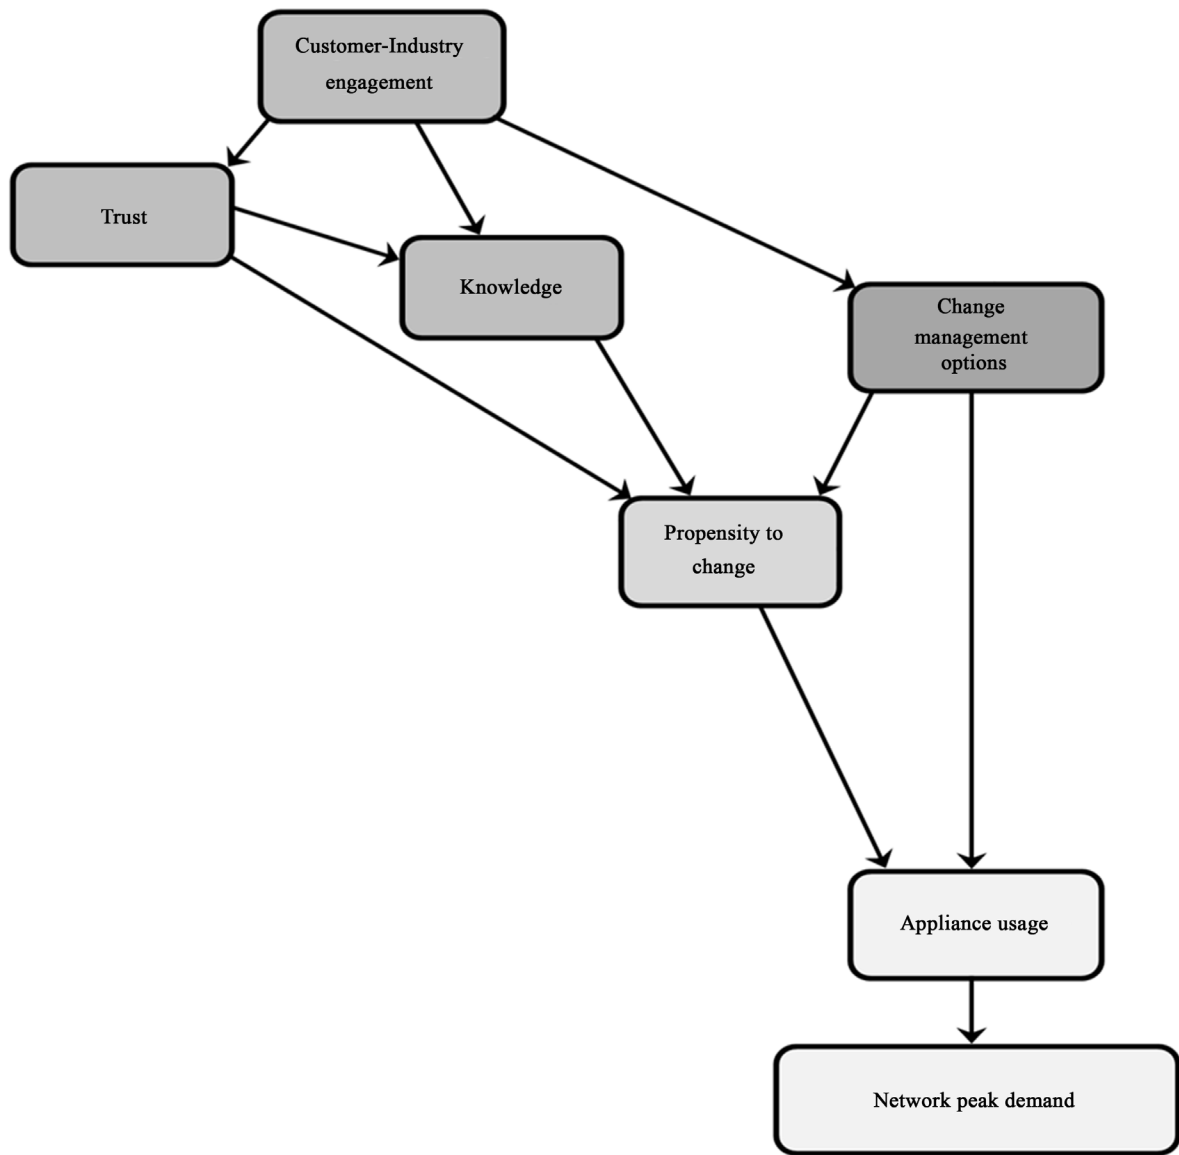 Customer-Industry
engagement
Trust
Knowledge
Change
management
options
Propensity to
change
Appliance usage
Network peak demand